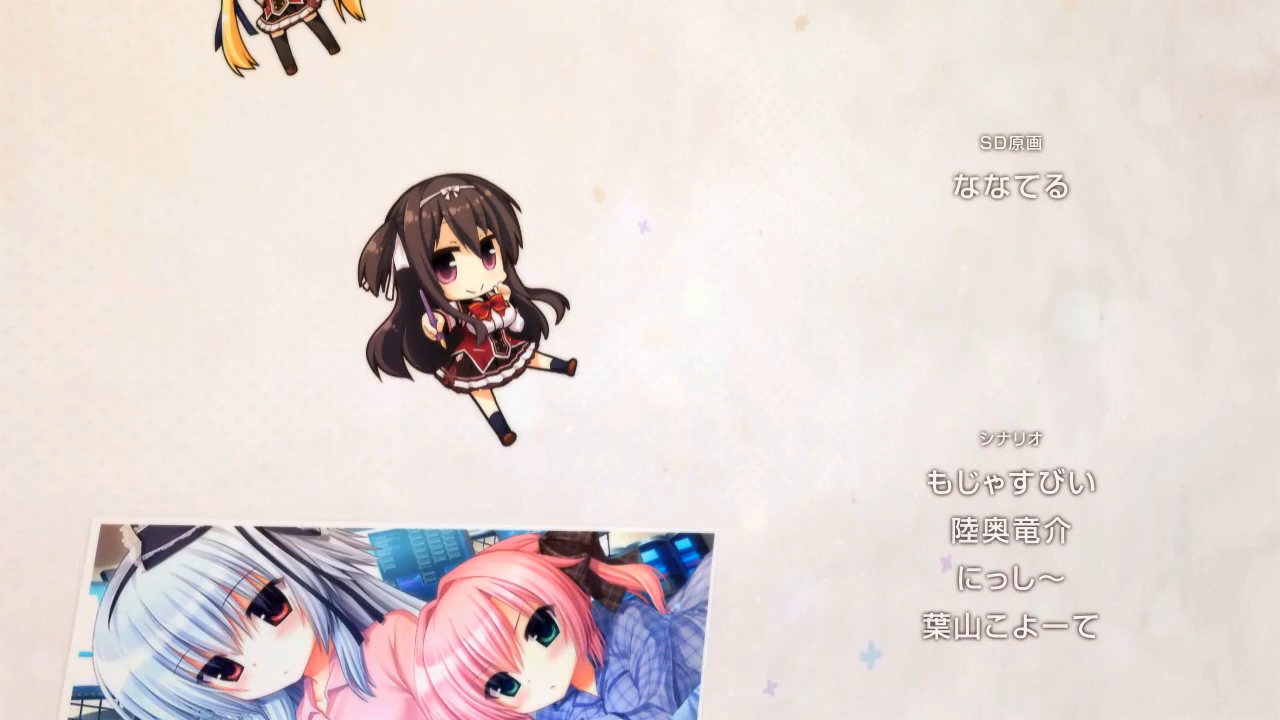 SD原画
ななてる
シナリオ
もじゃすびい
陸奥竜介
にっし～
葉山こよーて